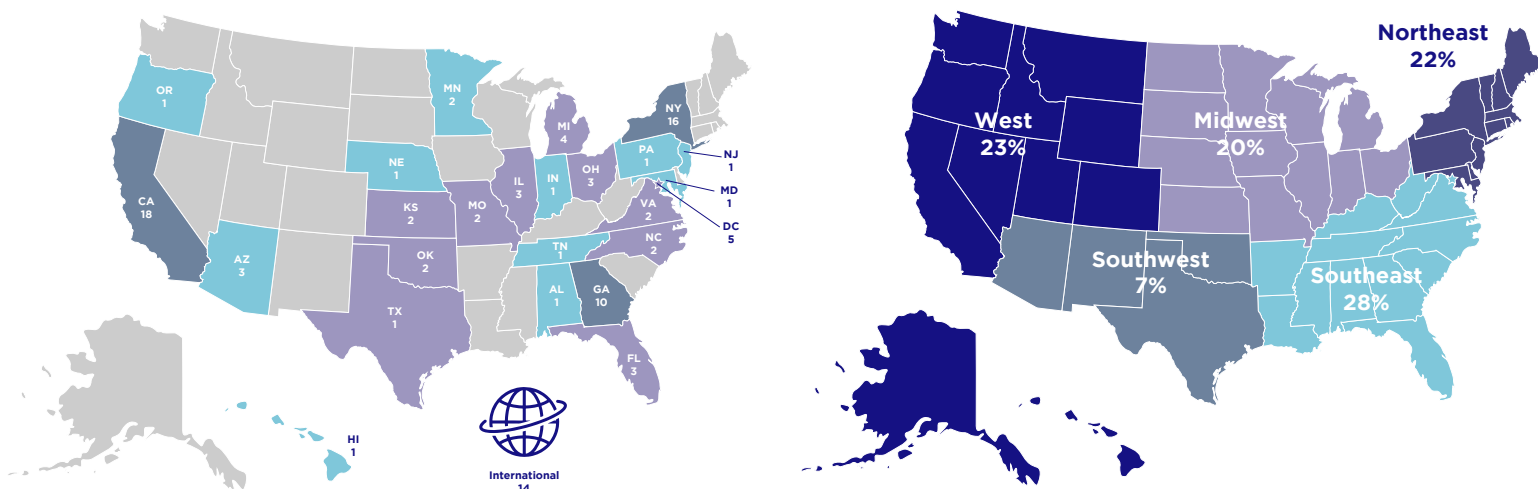 OR
1
MN
2
NY
16
MI
4
PA
1
NJ
1
NE
1
IL
3
IN
1
OH
3
MD
1
CA
18
KS
2
MO
2
VA
2
DC
5
AZ
3
OK
2
TN
1
NC
2
TX
1
AL
1
GA
10
FL
3
HI
1
International
14
Northeast
22%
West
23%
Midwest
20%
Southwest
7%
Southeast
28%